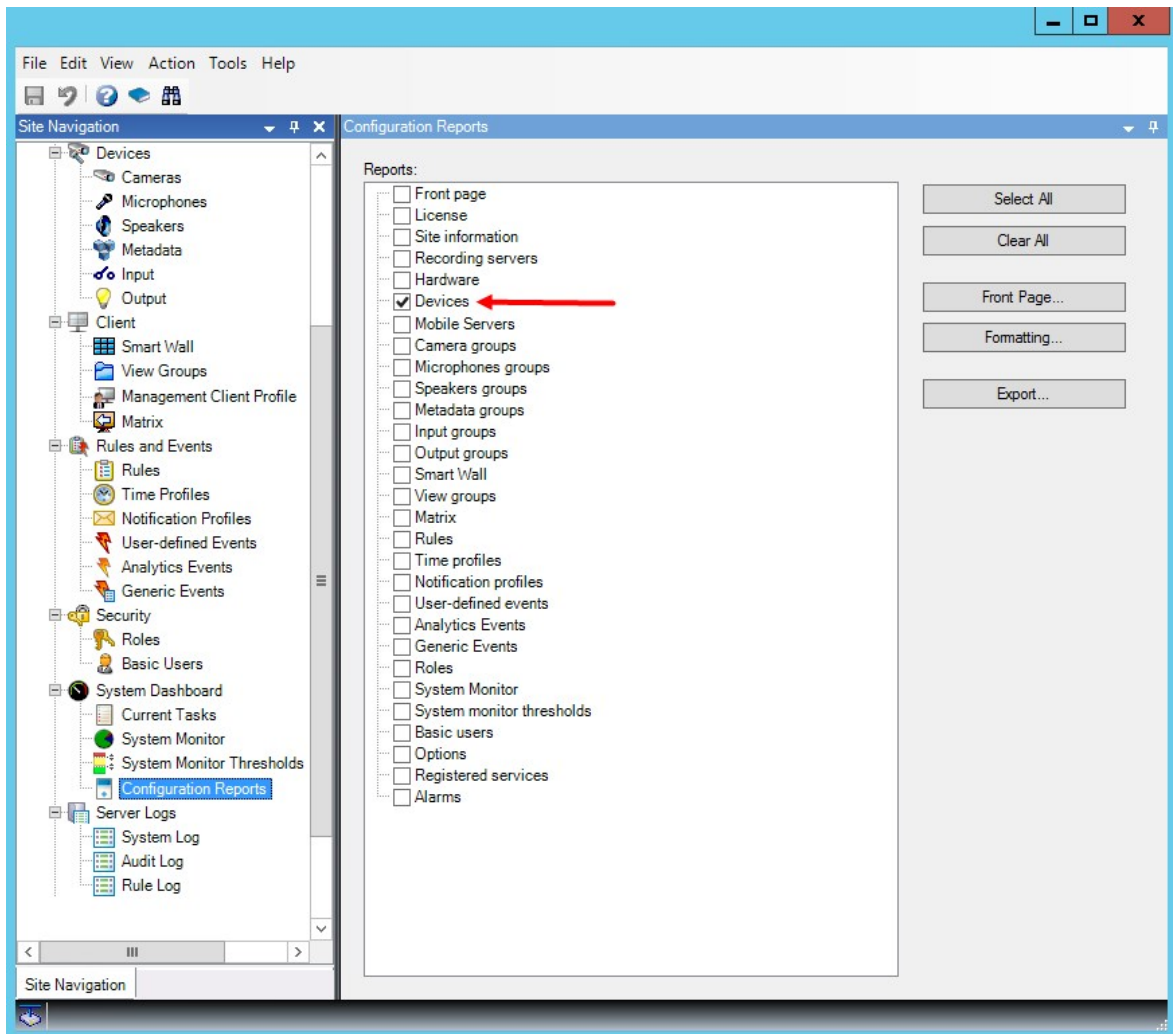 x
File Edit View Action Tools Help
Site Navigation
Devices
Cameras
Microphones
Speakers
Metadata
Input
Output
Client
Smart Wall
View Groups
Management Client Profile
Matrix
Rules and Events
Rules
Time Profiles
Notification Profiles
User-defined Events
Analytics Events
Generic Events
Security
Roles
Basic Users
System Dashboard
Current Tasks
System Monitor
System Monitor Thresholds
Configuration Reports
Server Logs
System Log
Audit Log
Rule Log
Site Navigation
Configuration Reports
Reports:
Front page
License
Site information
Recording servers
Hardware
Devices
Mobile Servers
Camera groups
Microphones groups
Speakers groups
Metadata groups
Input groups
Output groups
Smart Wall
View groups
Matrix
Rules
Time profiles
Notification profiles
User-defined events
Analytics Events
Generic Events
Roles
System Monitor
System monitor thresholds
Basic users
Options
Registered services
Alarms
Select All
Clear All
Front Page...
Formatting...
Export...